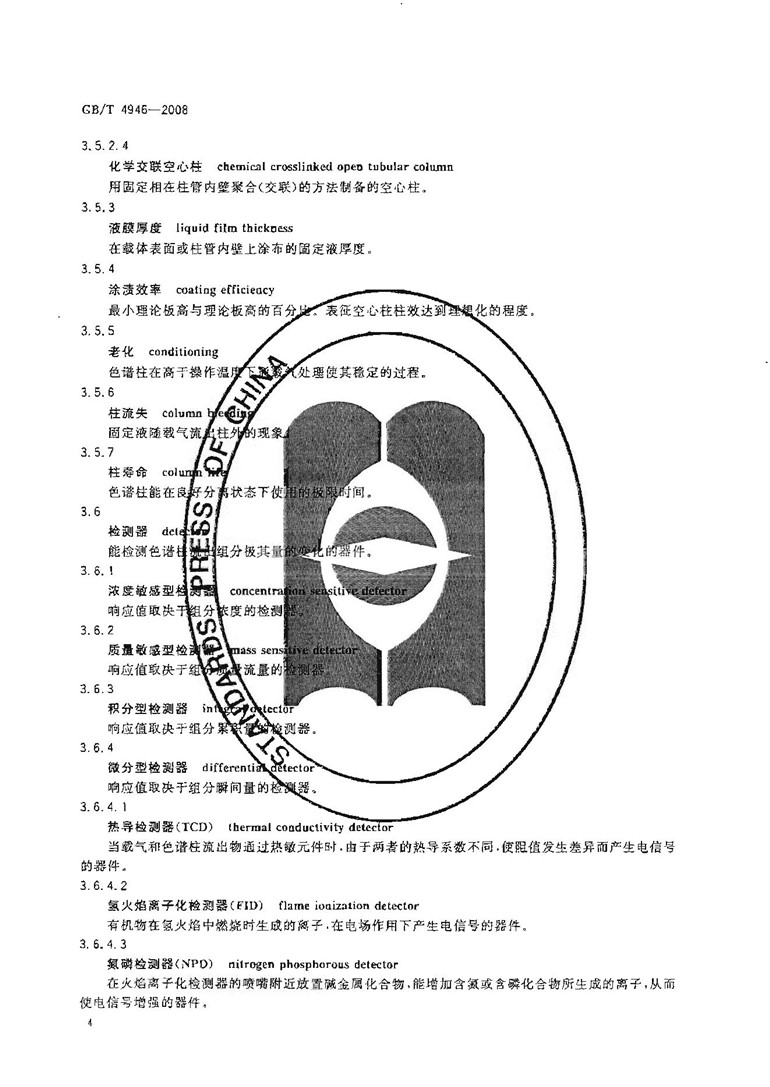 GB/T 4946—2008
3.5.2.4
化学交联空心柱 chemical crosslinked open tubular column
用固定相在柱管内壁聚合(交联)的方法制备的空心柱。
3.5.3
液膜厚度 liquid film thickness
在载体表面或柱管内壁上涂布的固定液厚度。
3.5.4
涂渍效率 coating efficiency
最小理论板高与理论板高的百分比。表征空心柱柱效达到理想化的程度。
3.5.5
老化 conditioning
色谱柱在高于操作温度下通载气处理使其稳定的过程。
3.5.6
柱流失 column bleeding
固定液随载气流出柱外的现象。
3.5.7
柱寿命 column life
色谱柱能在良好分离状态下使用的极限时间。
3.6
检测器 detector
能检测色谱柱流出组分极其量的变化的器件。
3.6.1
浓度敏感型检测器 concentration sensitive detector
响应值取决于组分浓度的检测器。
3.6.2
质量敏感型检测器 mass sensitive detector
响应值取决于组分质量流量的检测器。
3.6.3
积分型检测器 integral detector
响应值取决于组分累积量的检测器。
3.6.4
微分型检测器 differential detector
响应值取决于组分瞬间量的检测器。
3.6.4.1
热导检测器(TCD) thermal conductivity detector
当载气和色谱柱流出物通过热敏元件时,由于两者的热导系数不同,使阻值发生差异而产生电信号
的器件。
3.6.4.2
氢火焰离子化检测器(FID) flame ionization detector
有机物在氢火焰中燃烧时生成的离子,在电场作用下产生电信号的器件。
3.6.4.3
氮磷检测器(NPD) nitrogen phosphorous detector
在火焰离子化检测器的喷嘴附近放置碱金属化合物,能增加含氮或含磷化合物所生成的离子,从而
使电信号增强的器件。
4
STANDARDS PRESS OF CHINA